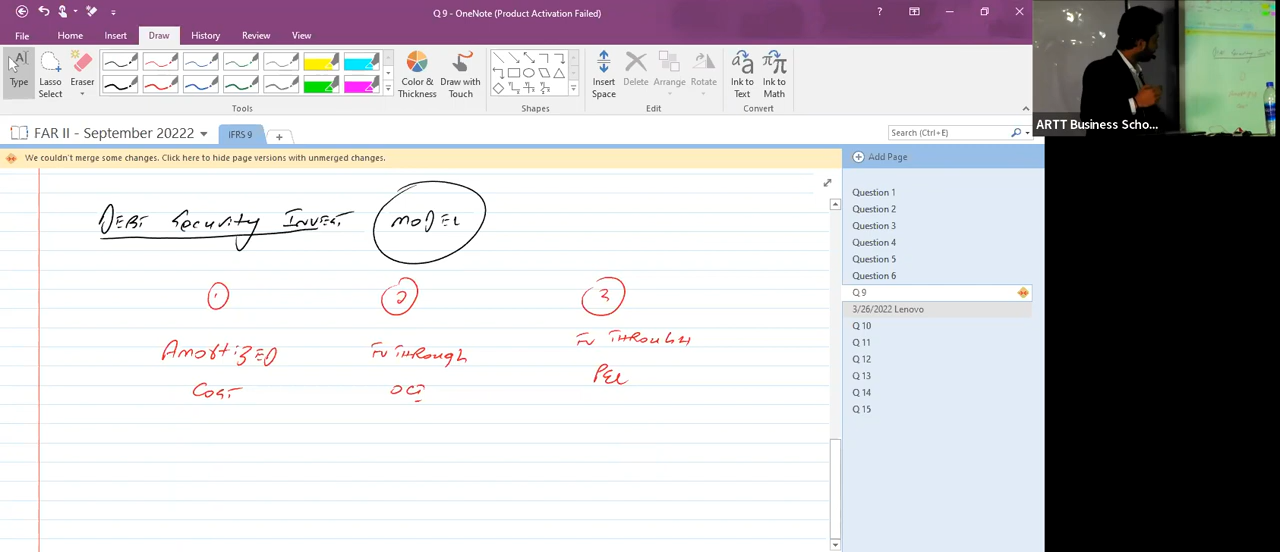 Q 9 - OneNote (Product Activation Failed)
?
File Home Insert Draw History Review View
Type
Lasso Select
Eraser
Color & Thickness
Draw with Touch
Insert Space
Delete
Arrange
Rotate
Ink to Text
Ink to Math
Tools
Shapes
Edit
Convert
ARTT Business Scho...
FAR II - September 20222
IFRS 9
Search (Ctrl+E)
We couldn't merge some changes. Click here to hide page versions with unmerged changes.
Add Page
Question 1
Question 2
Question 3
Question 4
Question 5
Question 6
Q 9
3/26/2022 Lenovo
Q 10
Q 11
Q 12
Q 13
Q 14
Q 15
DEBT Security INVEST MODEL
1 2 3
AmortizED COST
FV THROUGH OCI
FV THROUGH P&L